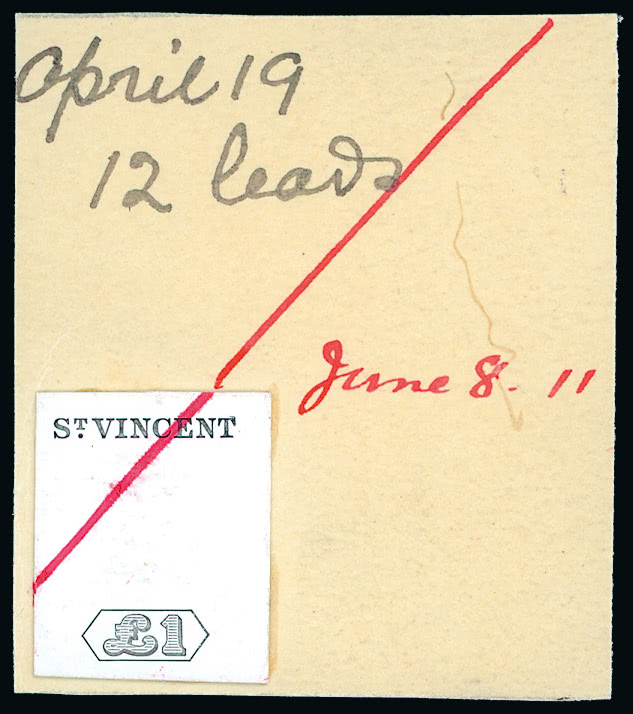 April 19
12 leads
June 8. 11
ST. VINCENT
£1